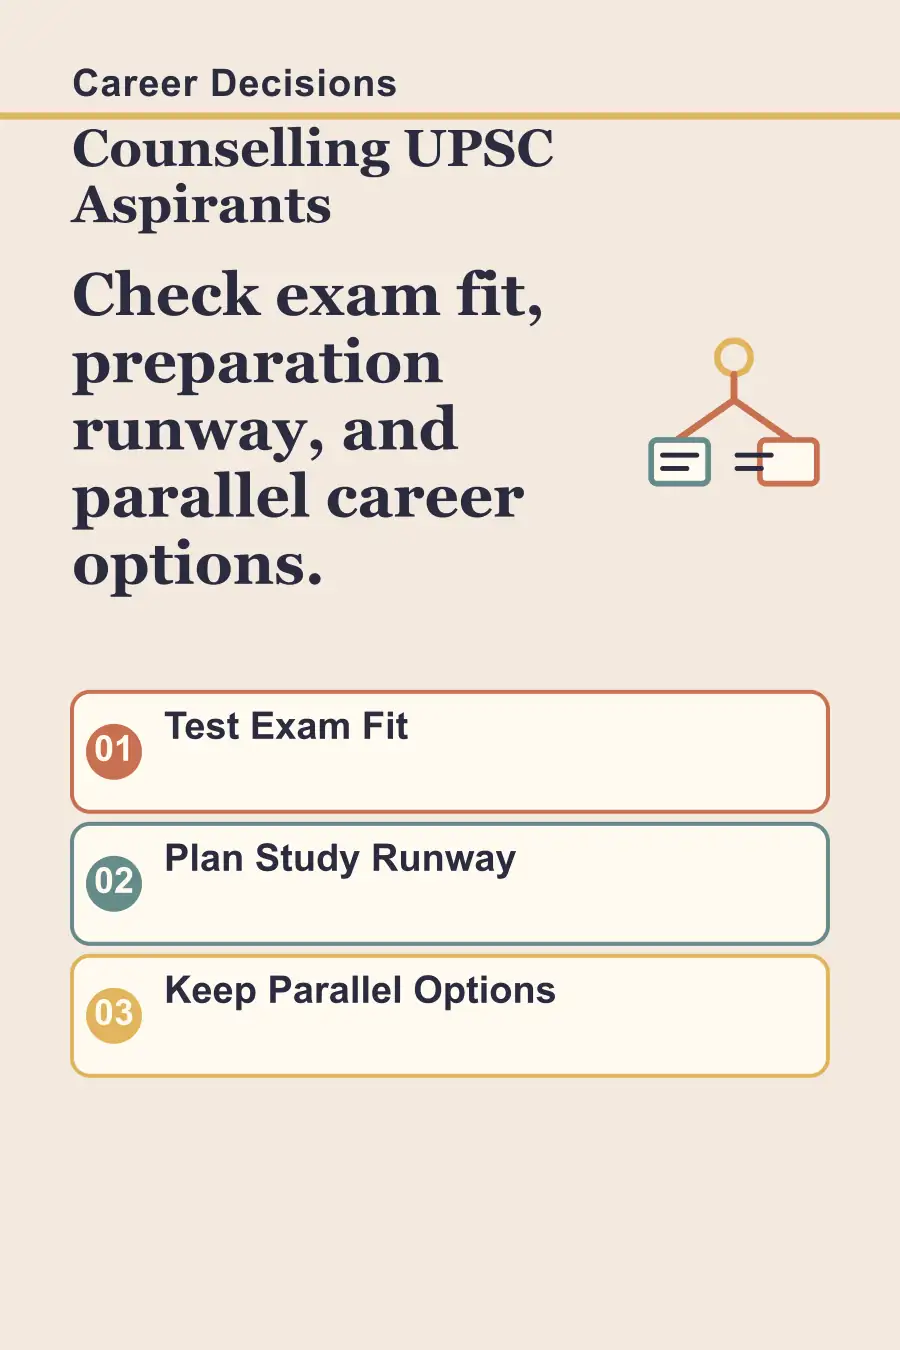 Career Decisions
Counselling UPSC
Aspirants
Check exam fit,
preparation
runway, and
parallel career
options.
01
Test Exam Fit
02
Plan Study Runway
03
Keep Parallel Options